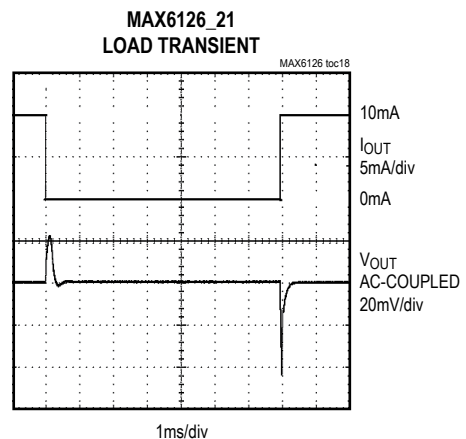 MAX6126_21
LOAD TRANSIENT
MAX6126 toc18
10mA
IOUT
5mA/div
0mA
VOUT
AC-COUPLED
20mV/div
1ms/div